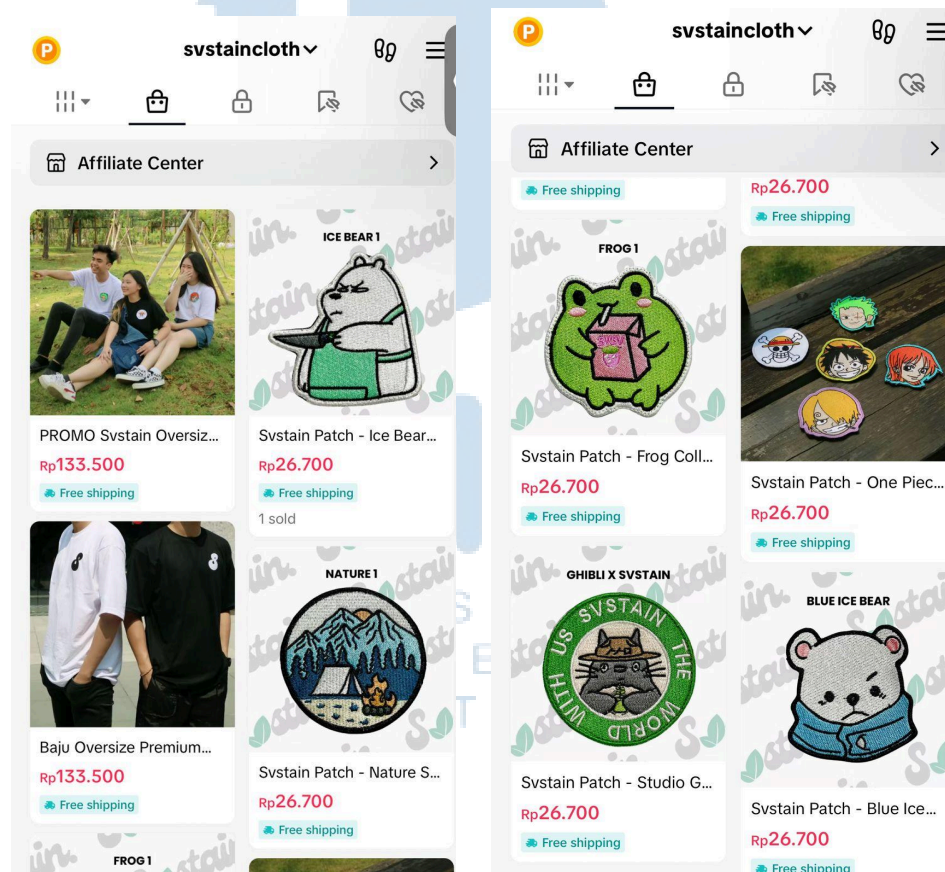 P
svstaincloth
Affiliate Center
PROMO Svstain Oversiz...
Rp133.500
Free shipping
ICE BEAR 1
Svstain Patch - Ice Bear...
Rp26.700
Free shipping
1 sold
Baju Oversize Premium...
Rp133.500
Free shipping
NATURE 1
Svstain Patch - Nature S...
Rp26.700
Free shipping
FROG 1
P
svstaincloth
Affiliate Center
Free shipping
Rp26.700
Free shipping
FROG 1
Svstain Patch - Frog Coll...
Rp26.700
Free shipping
Svstain Patch - One Piec...
Rp26.700
Free shipping
GHIBLI X SVSTAIN
SVSTAIN THE WORLD WITH US
Svstain Patch - Studio G...
Rp26.700
Free shipping
BLUE ICE BEAR
Svstain Patch - Blue Ice...
Rp26.700
Free shipping